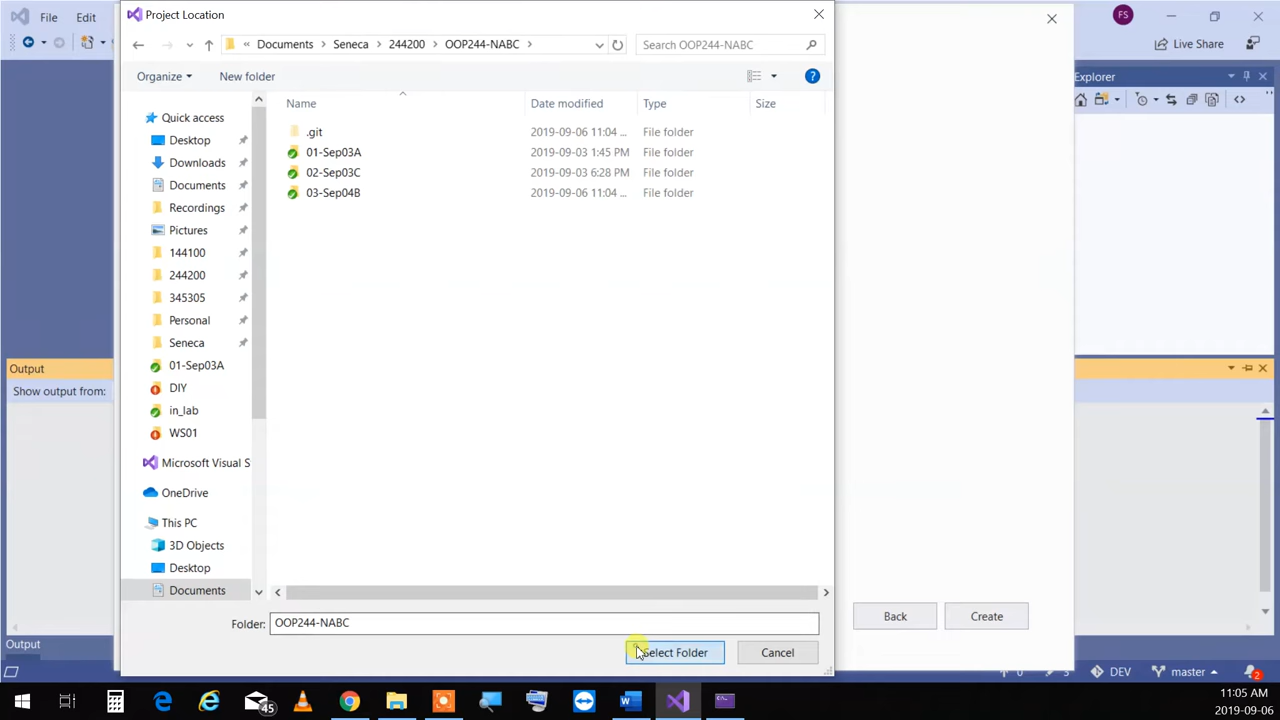 File Edit
Project Location
FS
Live Share
« Documents > Seneca > 244200 > OOP244-NABC >
Search OOP244-NABC
Explorer
Organize
New folder
Name Date modified Type Size
Quick access
Desktop
Downloads
Documents
Recordings
Pictures
144100
244200
345305
Personal
Seneca
01-Sep03A
DIY
in_lab
WS01
Microsoft Visual S
OneDrive
This PC
3D Objects
Desktop
Documents
.git 2019-09-06 11:04 ... File folder
01-Sep03A 2019-09-03 1:45 PM File folder
02-Sep03C 2019-09-03 6:28 PM File folder
03-Sep04B 2019-09-06 11:04 ... File folder
Output
Show output from:
Folder: OOP244-NABC
Back Create
Select Folder Cancel
Output
DEV master 2
45
11:05 AM
2019-09-06